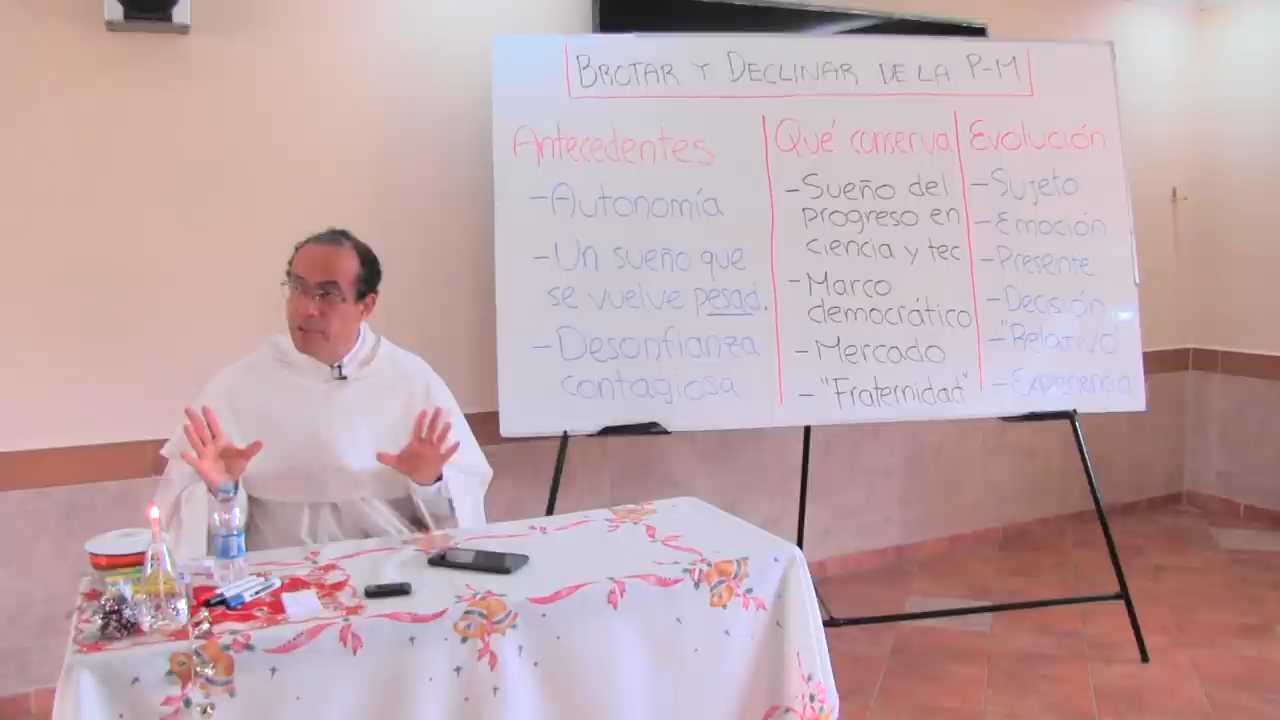 BROTAR Y DECLINAR DE LA P-M
Antecedentes
-Autonomía
-Un sueño que
se vuelve pesad.
-Desonfianza
contagiosa
Qué conserva
-Sueño del
progreso en
ciencia y tec
-Marco
democrático
-Mercado
-"Fraternidad"
Evolución
-Sujeto
-Emoción
-Presente
-Decisión
-"Relativo"
-Experiencia